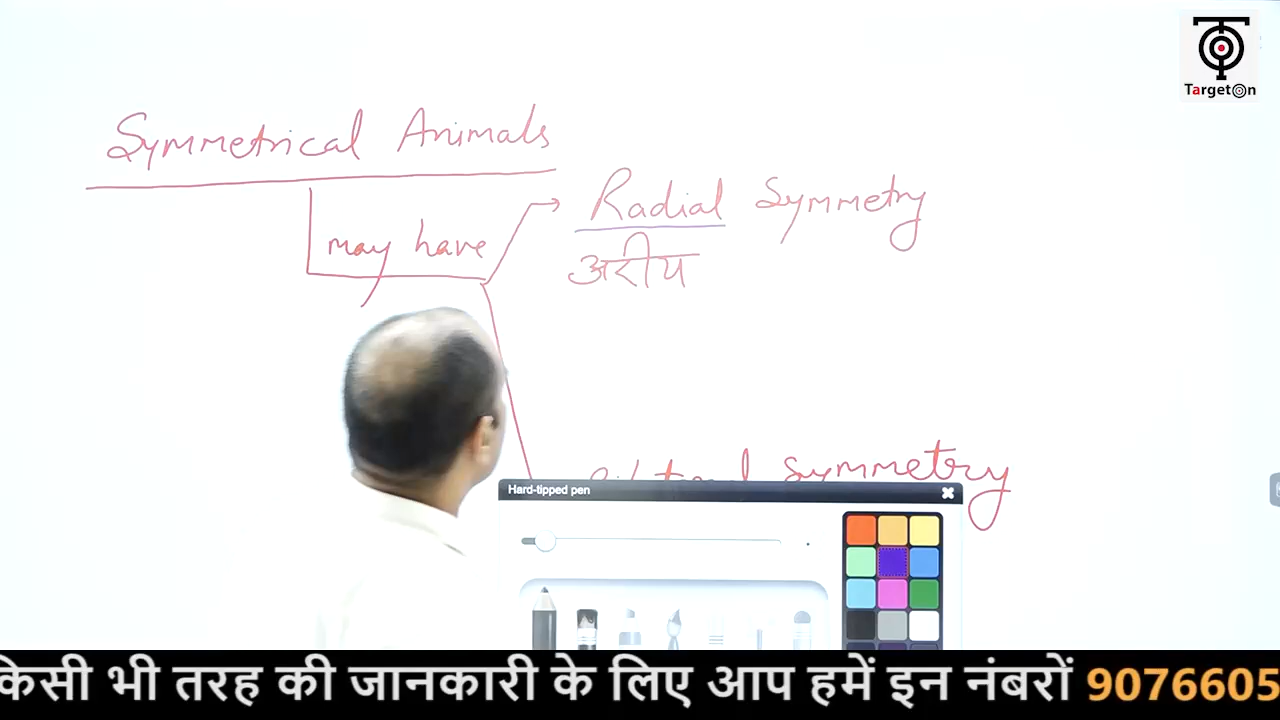 TargetOn
Symmetrical Animals
Radial Symmetry
may have
अरीय
symmetry
Hard-tipped pen
किसी भी तरह की जानकारी के लिए आप हमें इन नंबरों 9076605